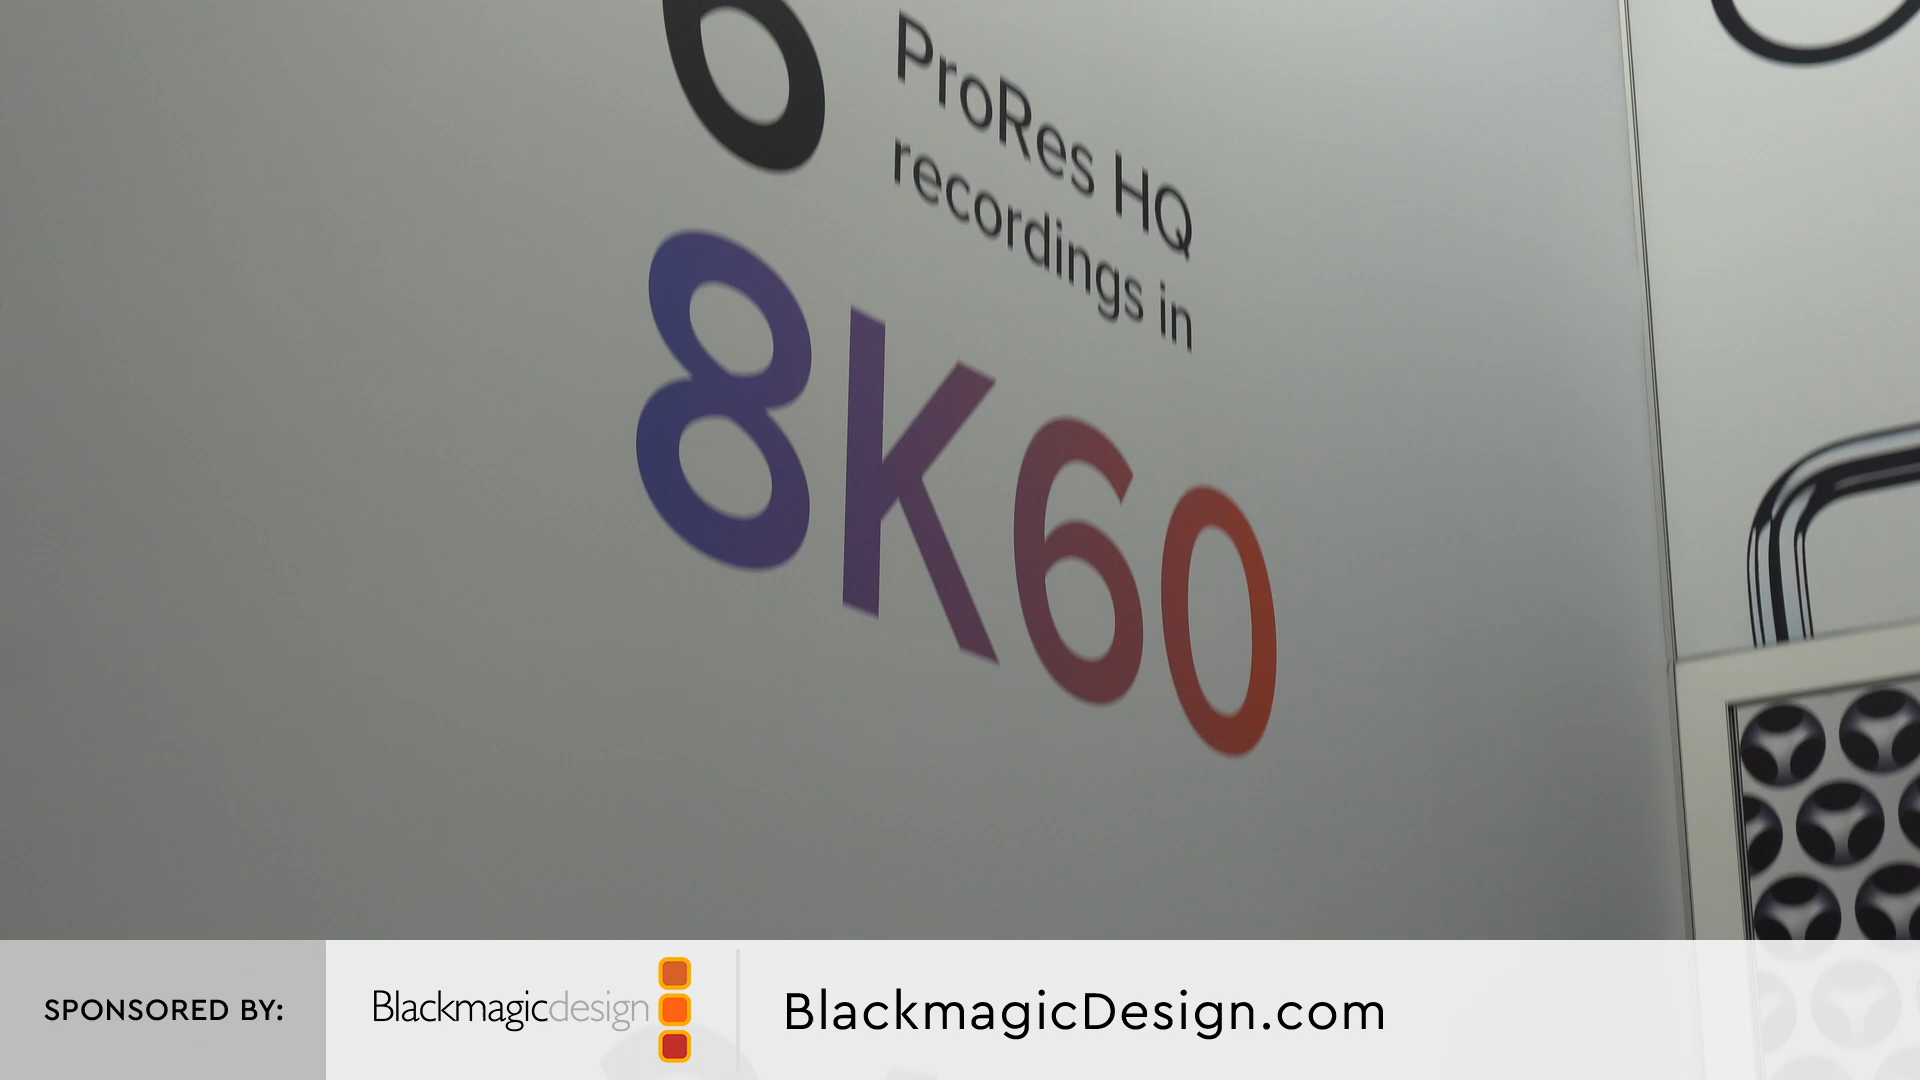 ProRes HQ
recordings in
8K60
SPONSORED BY:
Blackmagicdesign
BlackmagicDesign.com